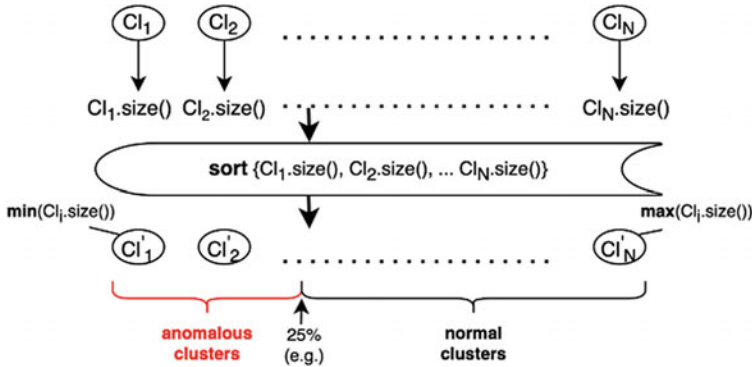 Cl1 Cl2 ClN
Cl1.size() Cl2.size() ClN.size()
sort {Cl1.size(), Cl2.size(), ... ClN.size()}
min(Cli.size()) max(Cli.size())
Cl'1 Cl'2 Cl'N
anomalous clusters 25% (e.g.) normal clusters